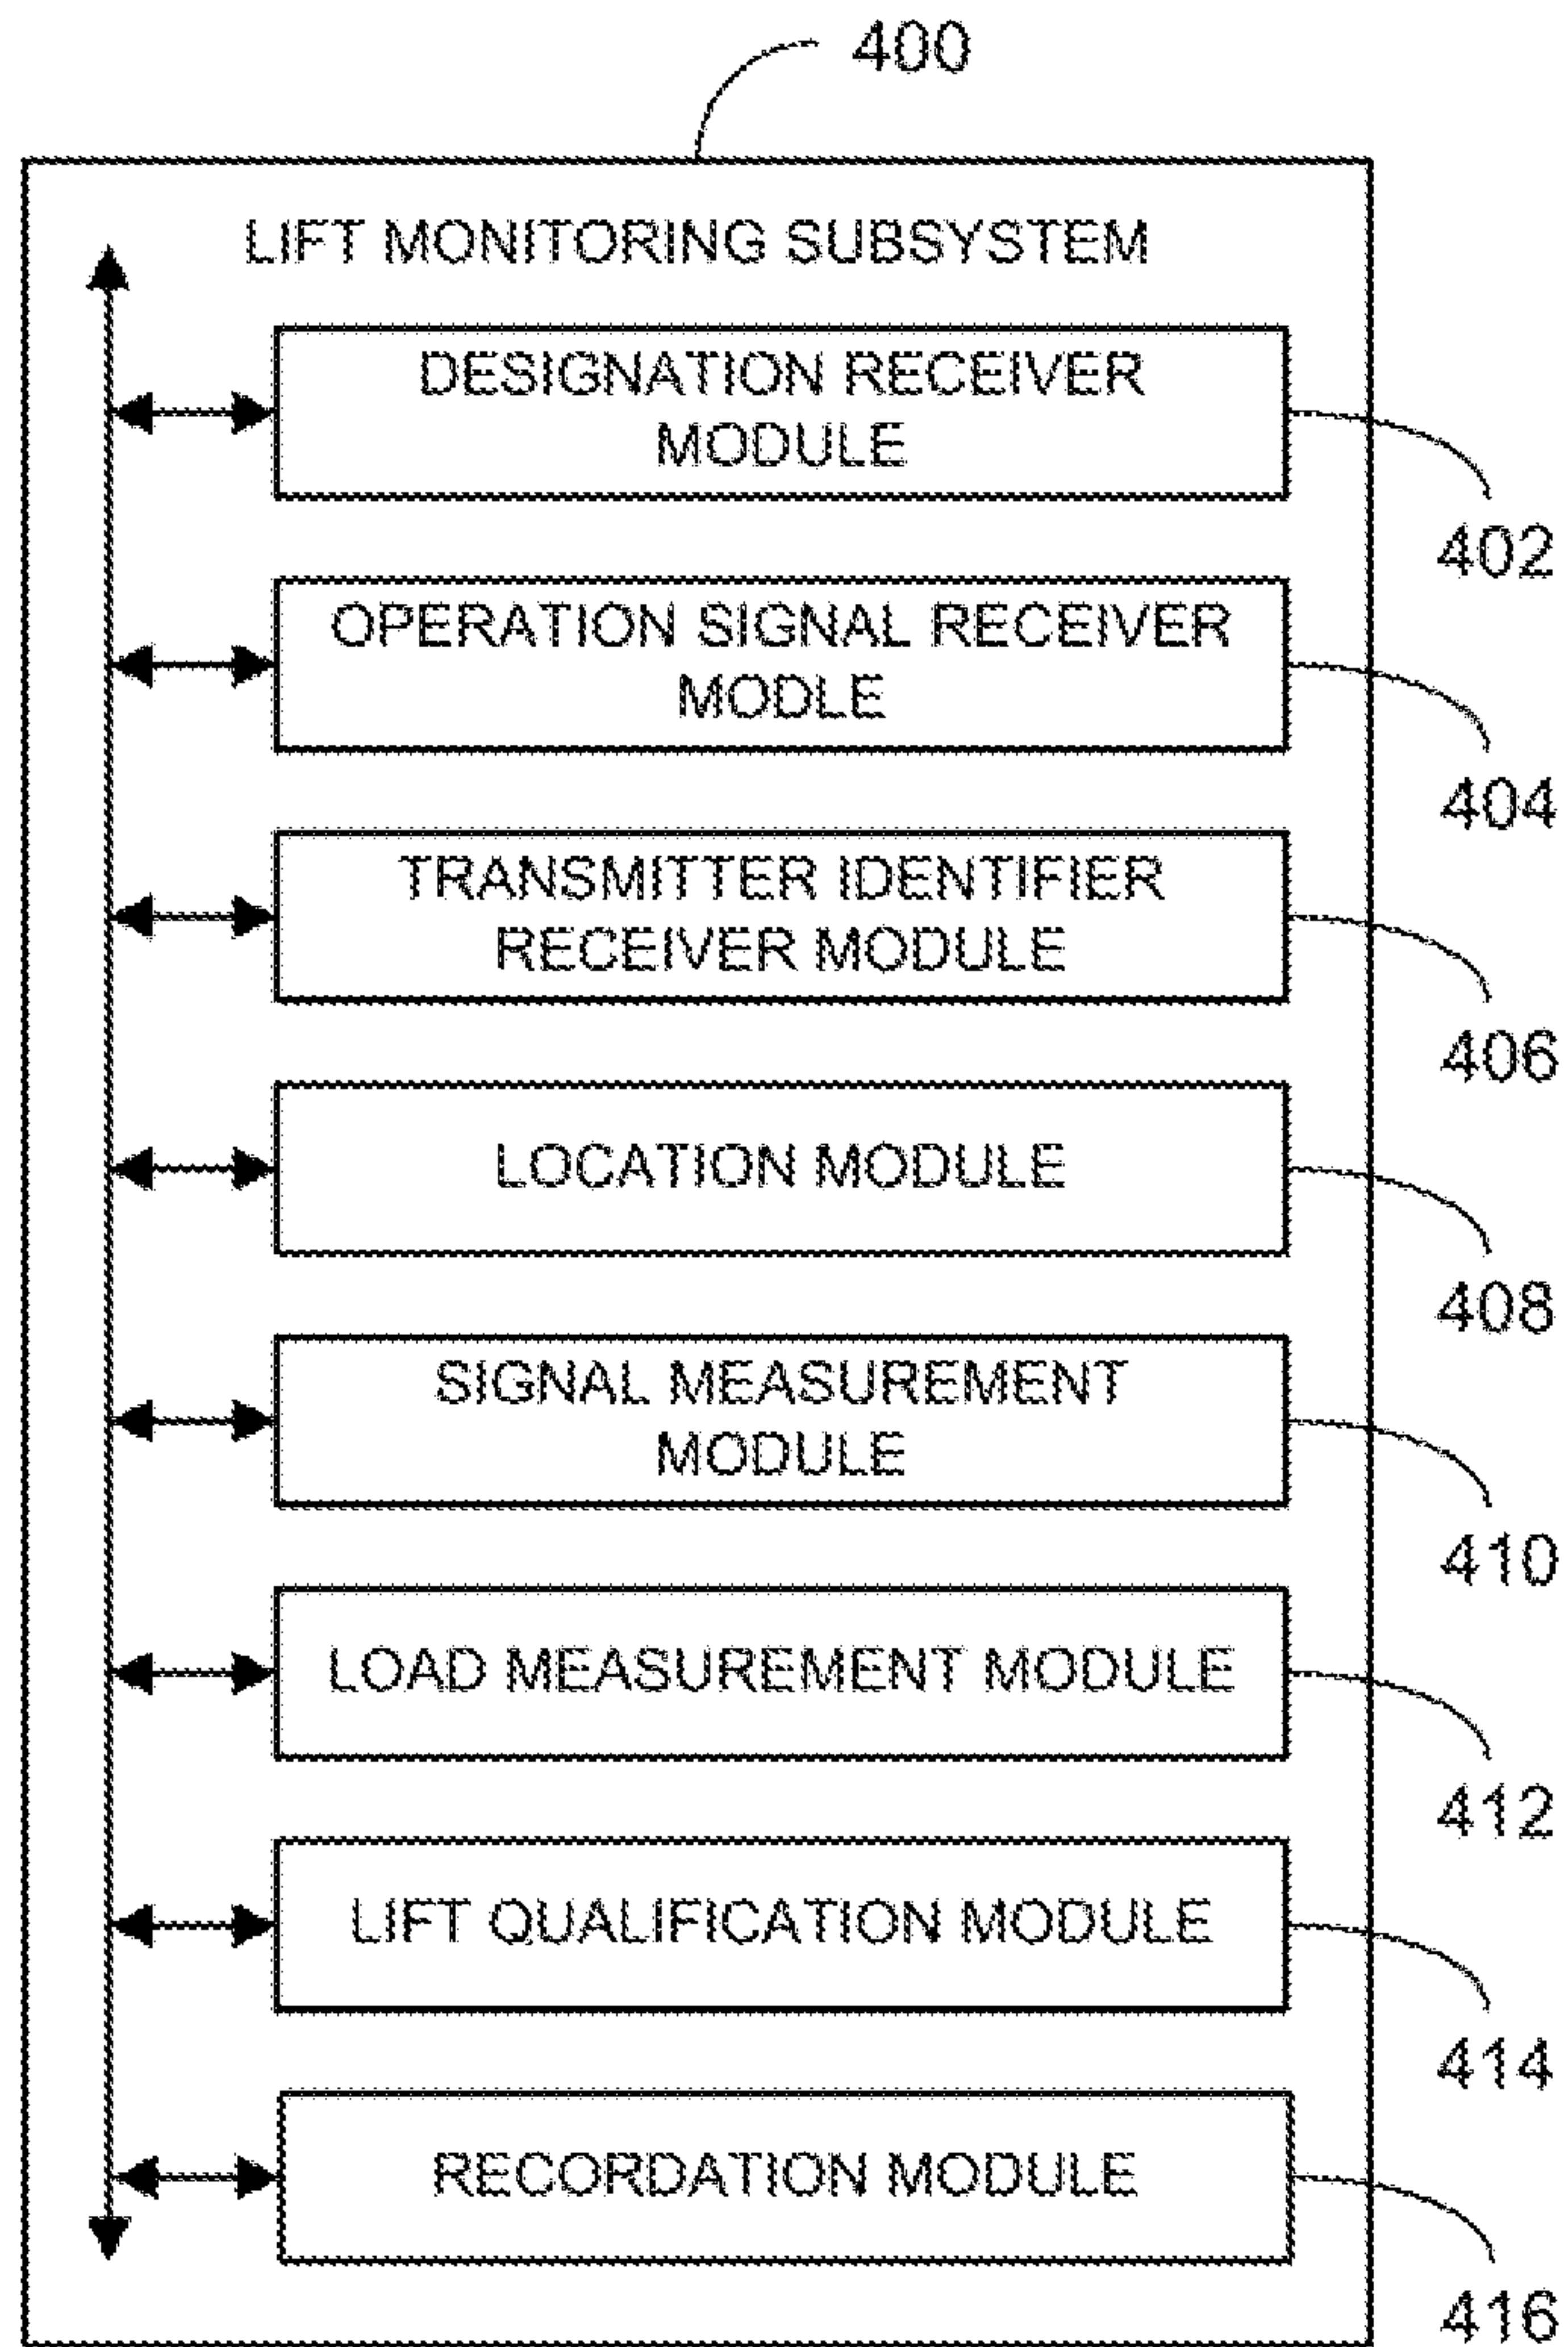 400
LIFT MONITORING SUBSYSTEM
DESIGNATION RECEIVER
MODULE
402
OPERATION SIGNAL RECEIVER
MODLE
404
TRANSMITTER IDENTIFIER
RECEIVER MODULE
406
LOCATION MODULE
408
SIGNAL MEASUREMENT
MODULE
410
LOAD MEASUREMENT MODULE
412
LIFT QUALIFICATION MODULE
414
RECORDATION MODULE
416